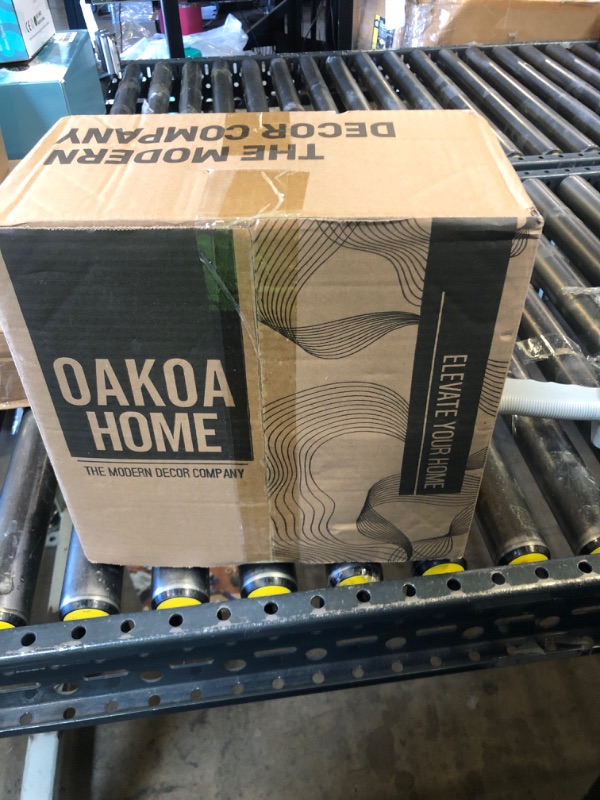 THE MODERN
DECOR COMPANY
OAKOA
HOME
THE MODERN DECOR COMPANY
ELEVATE YOUR HOME